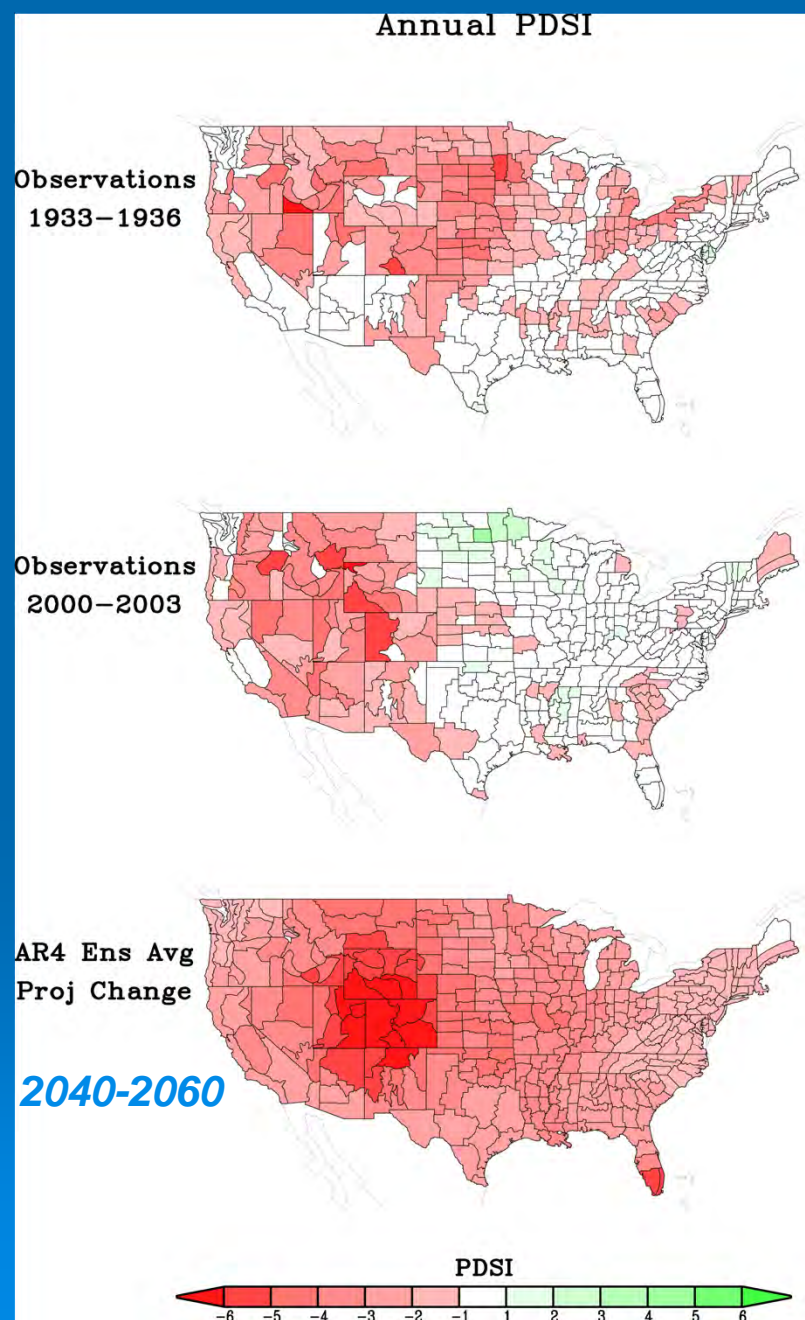 Annual PDSI
Observations
1933−1936
Observations
2000−2003
AR4 Ens Avg
Proj Change
2040-2060
PDSI
−6 −5 −4 −3 −2 −1 1 2 3 4 5 6